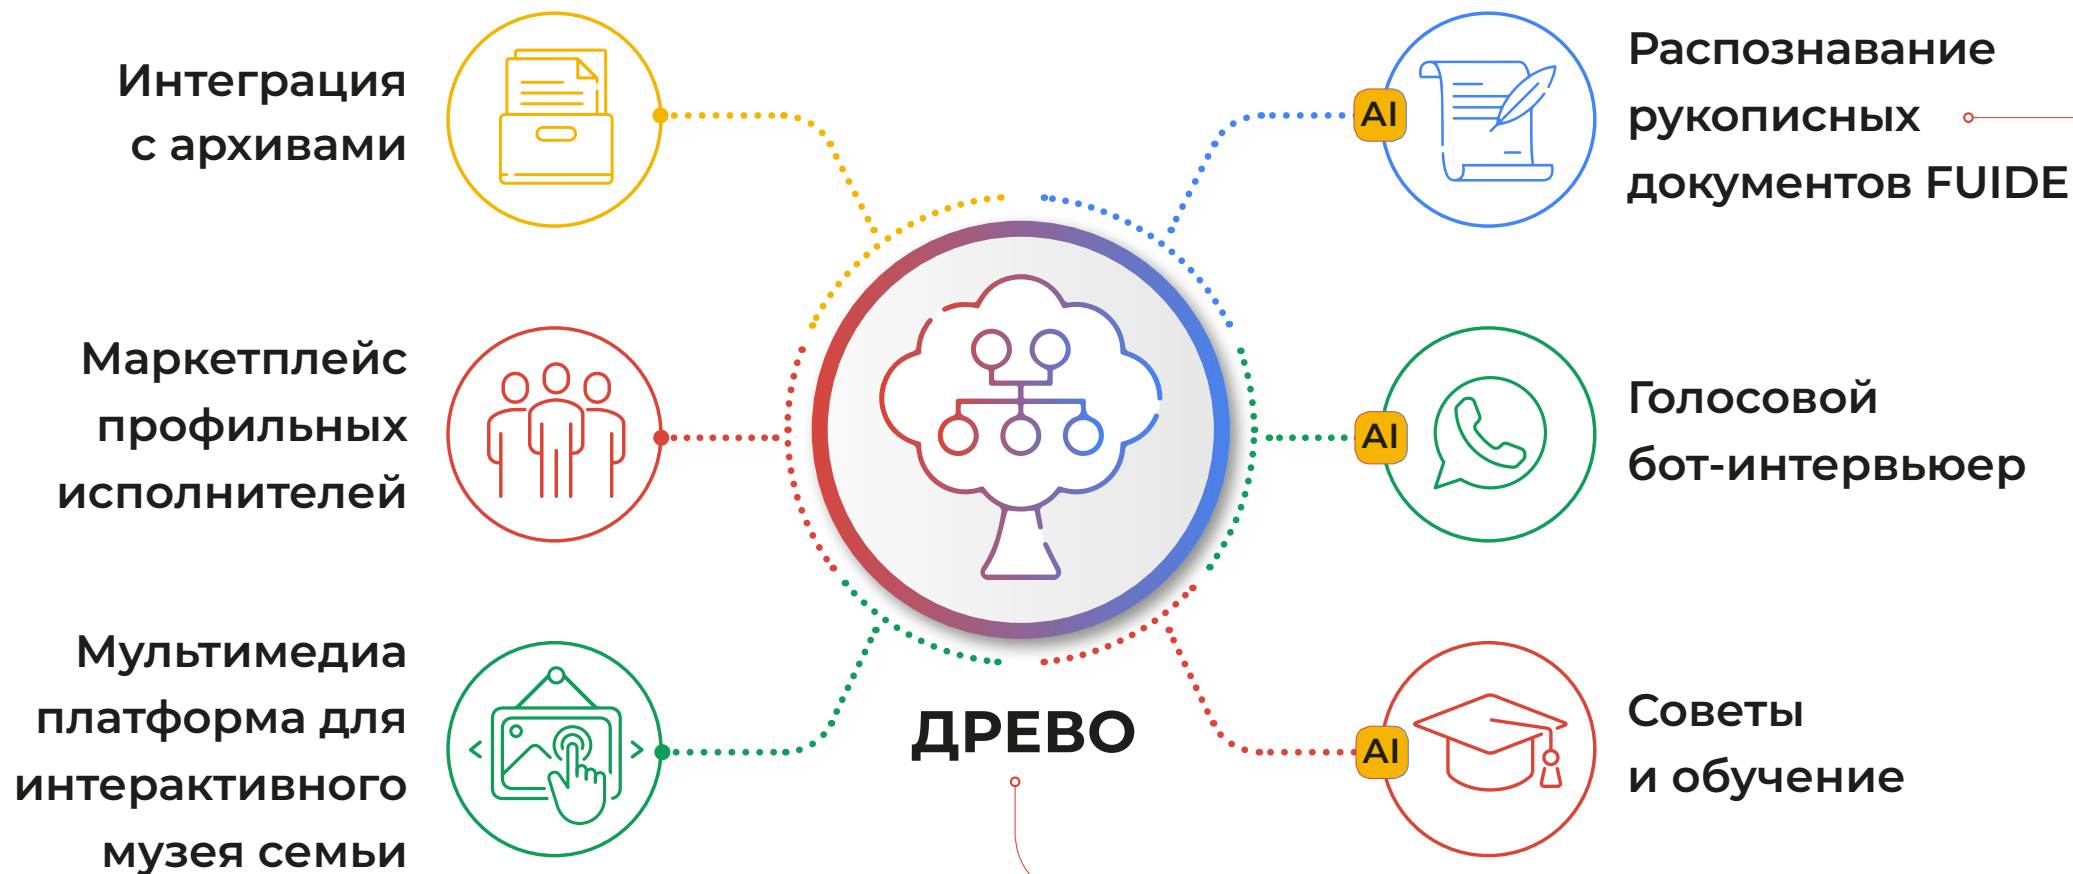 Интеграция
с архивами
Маркетплейс
профильных
исполнителей
Мультимедиа
платформа для
интерактивного
музея семьи
ДРЕВО
AI
Распознавание
рукописных
документов FUIDE
AI
Голосовой
бот-интервьюер
AI
Советы
и обучение